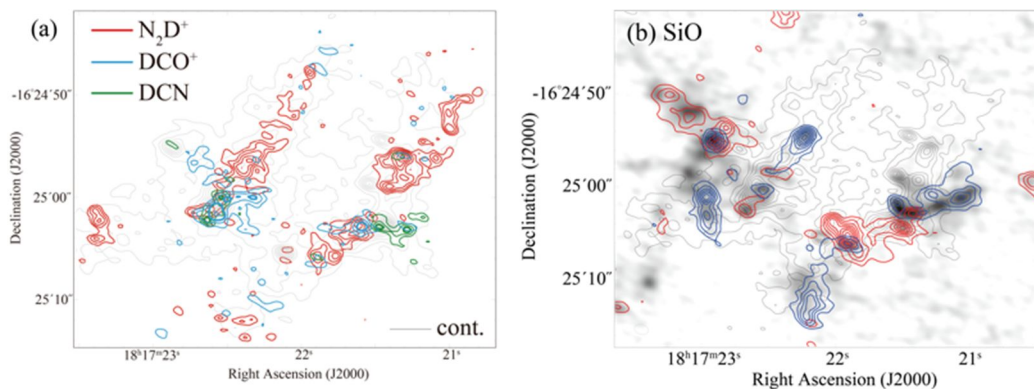 (a)
N₂D⁺
DCO⁺
DCN
cont.
-16°24'50"
25'00"
25'10"
Declination (J2000)
18ʰ17ᵐ23ˢ
22ˢ
21ˢ
Right Ascension (J2000)
(b) SiO
-16°24'50"
25'00"
25'10"
Declination (J2000)
18ʰ17ᵐ23ˢ
22ˢ
21ˢ
Right Ascension (J2000)